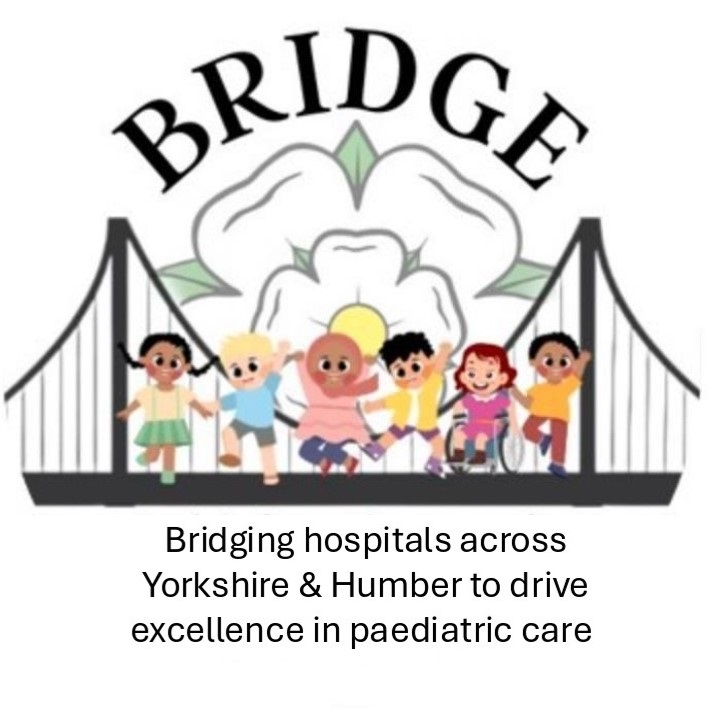 BRIDGE
Bridging hospitals across
Yorkshire & Humber to drive
excellence in paediatric care